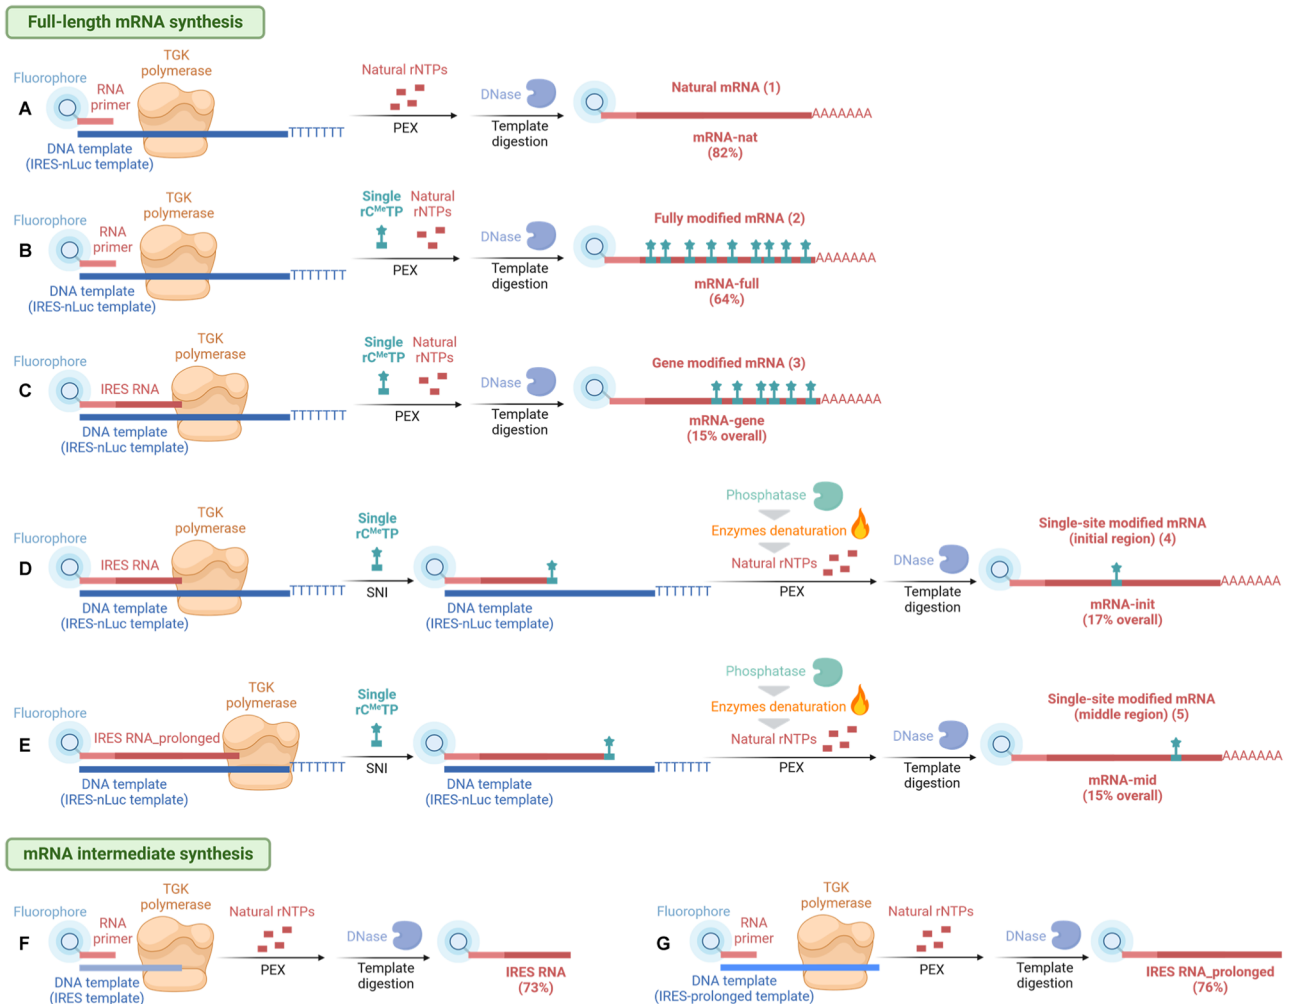 Full-length mRNA synthesis
A
Fluorophore
RNA
primer
TGK
polymerase
DNA template
(IRES-nLuc template)
TTTTTTT
Natural rNTPs
PEX
DNase
Template
digestion
Natural mRNA (1)
AAAAAAA
mRNA-nat
(82%)
B
Fluorophore
RNA
primer
TGK
polymerase
DNA template
(IRES-nLuc template)
TTTTTTT
Single
rCMeTP
Natural
rNTPs
PEX
DNase
Template
digestion
Fully modified mRNA (2)
AAAAAAA
mRNA-full
(64%)
C
Fluorophore
IRES RNA
TGK
polymerase
DNA template
(IRES-nLuc template)
TTTTTTT
Single
rCMeTP
Natural
rNTPs
PEX
DNase
Template
digestion
Gene modified mRNA (3)
AAAAAAA
mRNA-gene
(15% overall)
D
Fluorophore
IRES RNA
TGK
polymerase
DNA template
(IRES-nLuc template)
TTTTTTT
Single
rCMeTP
SNI
DNA template
(IRES-nLuc template)
TTTTTTT
Phosphatase
Enzymes denaturation
Natural rNTPs
PEX
DNase
Template
digestion
Single-site modified mRNA
(initial region) (4)
AAAAAAA
mRNA-init
(17% overall)
E
Fluorophore
IRES RNA_prolonged
TGK
polymerase
DNA template
(IRES-nLuc template)
TTTTTTT
Single
rCMeTP
SNI
DNA template
(IRES-nLuc template)
TTTTTTT
Phosphatase
Enzymes denaturation
Natural rNTPs
PEX
DNase
Template
digestion
Single-site modified mRNA
(middle region) (5)
AAAAAAA
mRNA-mid
(15% overall)
mRNA intermediate synthesis
F
Fluorophore
RNA
primer
TGK
polymerase
DNA template
(IRES template)
Natural rNTPs
PEX
DNase
Template
digestion
IRES RNA
(73%)
G
Fluorophore
RNA
primer
TGK
polymerase
DNA template
(IRES-prolonged template)
Natural rNTPs
PEX
DNase
Template
digestion
IRES RNA_prolonged
(76%)